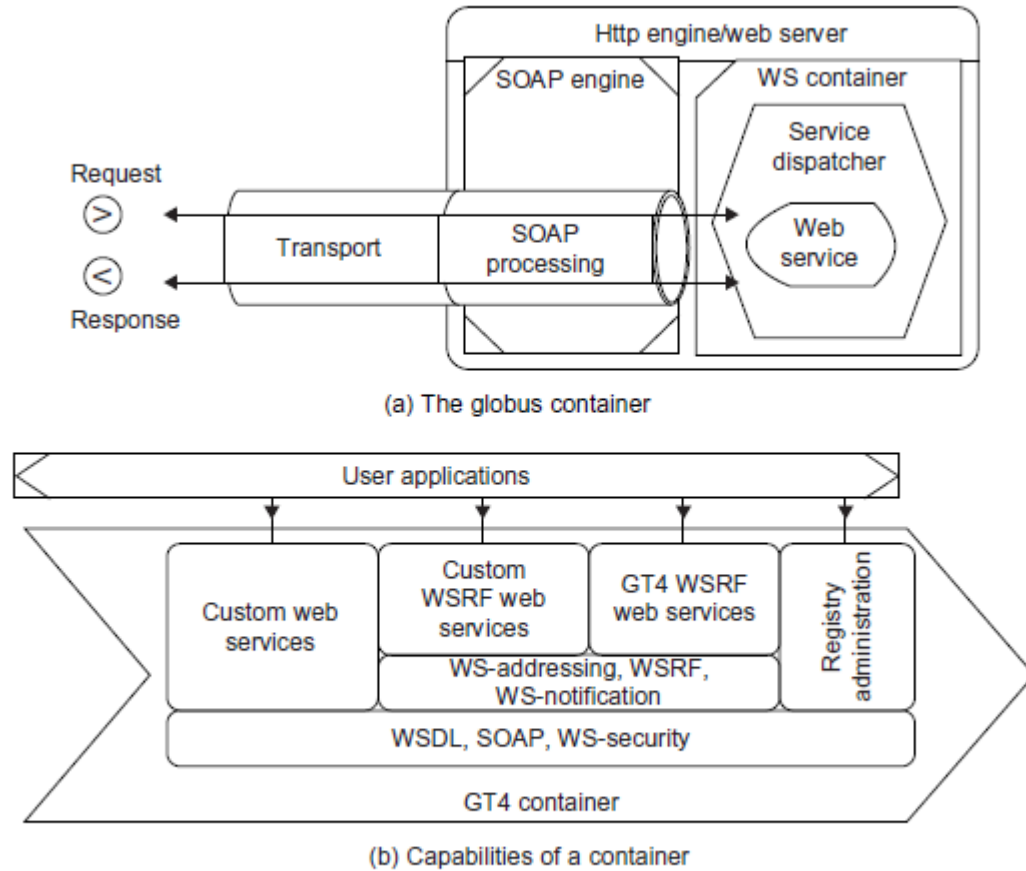 Http engine/web server
SOAP engine
WS container
Service
dispatcher
Request
>
Transport
SOAP
processing
Web
service
<
Response
(a) The globus container
User applications
Custom web
services
Custom
WSRF web
services
GT4 WSRF
web services
Registry
administration
WS-addressing, WSRF,
WS-notification
WSDL, SOAP, WS-security
GT4 container
(b) Capabilities of a container